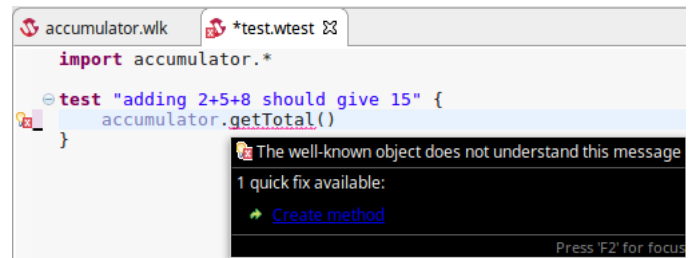 accumulator.wlk *test.wtest
import accumulator.*
test "adding 2+5+8 should give 15" {
accumulator.getTotal()
}
The well-known object does not understand this message
1 quick fix available:
Create method
Press 'F2' for focus